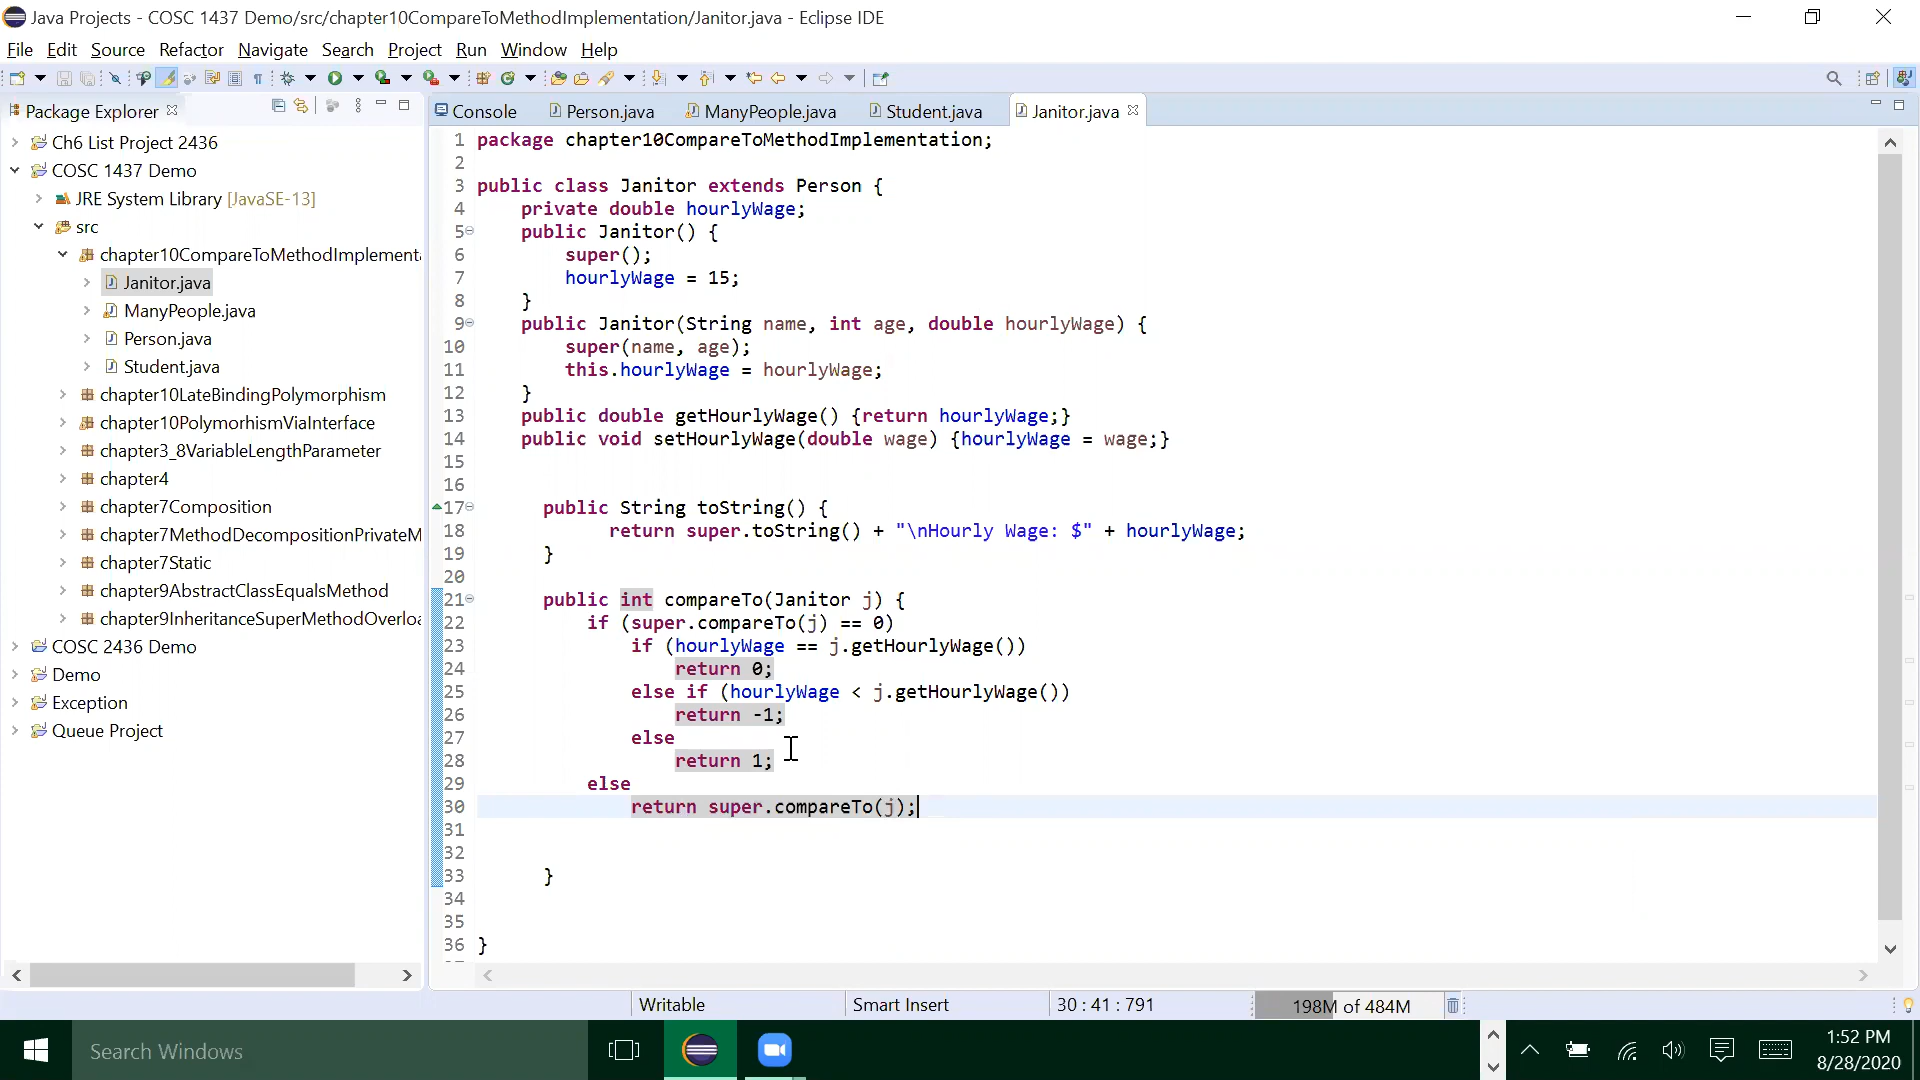 Java Projects - COSC 1437 Demo/src/chapter10CompareToMethodImplementation/Janitor.java - Eclipse IDE
File Edit Source Refactor Navigate Search Project Run Window Help
Package Explorer
Ch6 List Project 2436
COSC 1437 Demo
JRE System Library [JavaSE-13]
src
chapter10CompareToMethodImplement
Janitor.java
ManyPeople.java
Person.java
Student.java
chapter10LateBindingPolymorphism
chapter10PolymorhismViaInterface
chapter3_8VariableLengthParameter
chapter4
chapter7Composition
chapter7MethodDecompositionPrivateM
chapter7Static
chapter9AbstractClassEqualsMethod
chapter9InheritanceSuperMethodOverloa
COSC 2436 Demo
Demo
Exception
Queue Project
Console Person.java ManyPeople.java Student.java Janitor.java
1 package chapter10CompareToMethodImplementation;
2
3 public class Janitor extends Person {
4 private double hourlyWage;
5 public Janitor() {
6 super();
7 hourlyWage = 15;
8 }
9 public Janitor(String name, int age, double hourlyWage) {
10 super(name, age);
11 this.hourlyWage = hourlyWage;
12 }
13 public double getHourlyWage() {return hourlyWage;}
14 public void setHourlyWage(double wage) {hourlyWage = wage;}
15
16
17 public String toString() {
18 return super.toString() + "\nHourly Wage: $" + hourlyWage;
19 }
20
21 public int compareTo(Janitor j) {
22 if (super.compareTo(j) == 0)
23 if (hourlyWage == j.getHourlyWage())
24 return 0;
25 else if (hourlyWage < j.getHourlyWage())
26 return -1;
27 else
28 return 1;
29 else
30 return super.compareTo(j);
31
32
33 }
34
35
36 }
Writable Smart Insert 30 : 41 : 791 198M of 484M
Search Windows
1:52 PM
8/28/2020